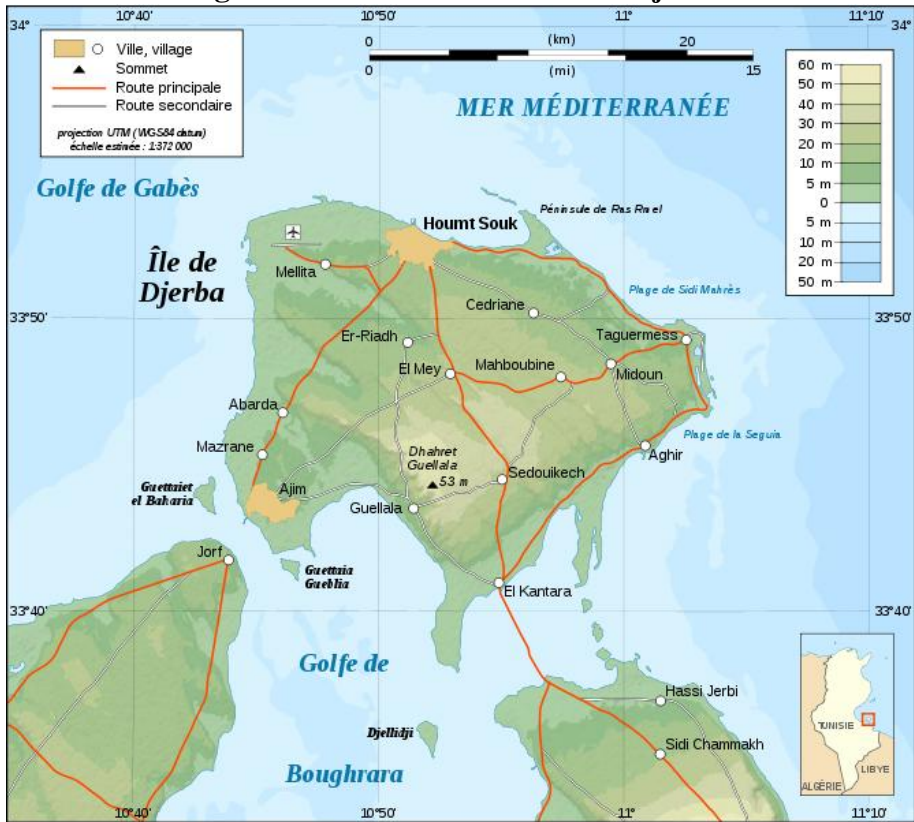 10°40'
10°50'
11°
11°10'
34°
34°
Ville, village
Sommet
Route principale
Route secondaire
projection UTM (WGS84 datum)
échelle estinée : 1:372 000
0
(km)
20
0
(mi)
15
60 m
50 m
40 m
30 m
20 m
10 m
5 m
0
5 m
10 m
20 m
50 m
MER MÉDITERRANÉE
Golfe de Gabès
Houmt Souk
Péninsule de Ras Rmel
Île de
Djerba
Mellita
Cedriane
Plage de Sidi Mahrès
33°50'
33°50'
Er-Riadh
Taguermess
El Mey
Mahboubine
Midoun
Abarda
Plage de la Seguia
Mazrane
Aghir
Dhahret
Guellala
53 m
Sedouikech
Guettaiet
el Baharia
Ajim
Guellala
Jorf
Guettaia
Gueblia
El Kantara
33°40'
33°40'
Golfe de
Boughrara
Hassi Jerbi
Djellidji
Sidi Chammakh
TUNISIE
LIBYE
ALGÉRIE
10°40'
10°50'
11°
11°10'